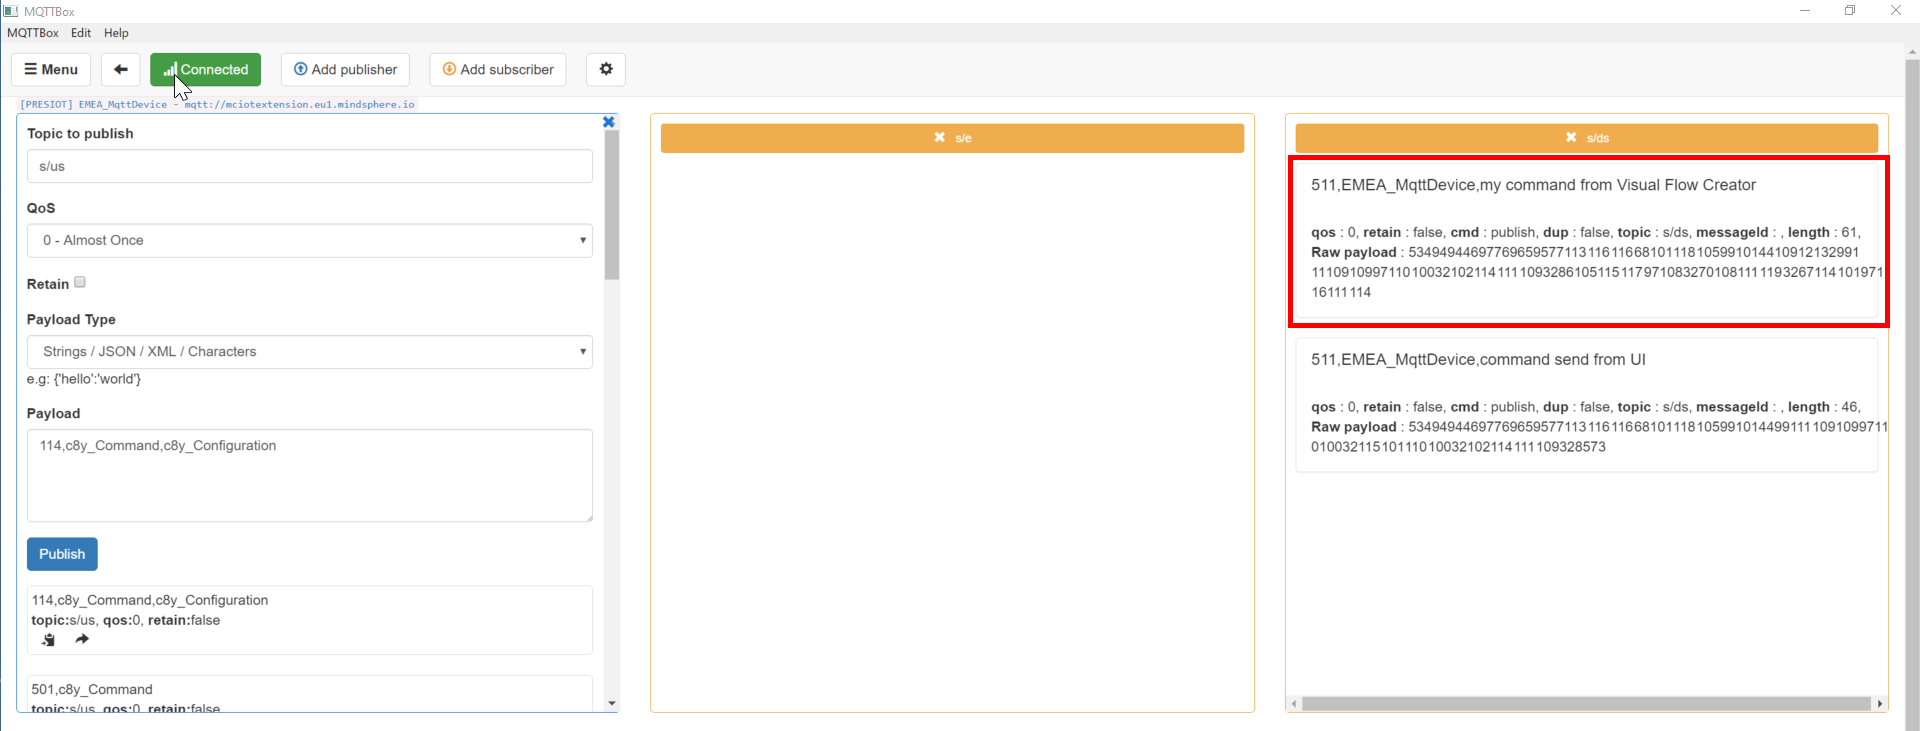 MQTTBox
MQTTBox Edit Help
Menu Connected Add publisher Add subscriber
[PRESIOT] EMEA_MqttDevice - mqtt://mciotextension.eu1.mindsphere.io
Topic to publish
s/us
QoS
0 - Almost Once
Retain
Payload Type
Strings / JSON / XML / Characters
e.g: {'hello':'world'}
Payload
114,c8y_Command,c8y_Configuration
Publish
114,c8y_Command,c8y_Configuration
topic:s/us, qos:0, retain:false
501,c8y_Command
topic:s/us, qos:0, retain:false
s/e
s/ds
511,EMEA_MqttDevice,my command from Visual Flow Creator
qos : 0, retain : false, cmd : publish, dup : false, topic : s/ds, messageId : , length : 61,
Raw payload : 5349494469776965957711311611668101118105991014410912132991
11109109971101003210211411110932861051151179710832701081111193267114101971
16111114
511,EMEA_MqttDevice,command send from UI
qos : 0, retain : false, cmd : publish, dup : false, topic : s/ds, messageId : , length : 46,
Raw payload : 5349494469776965957711311611668101118105991014499111109109971 1
01003211510111010032102114111109328573